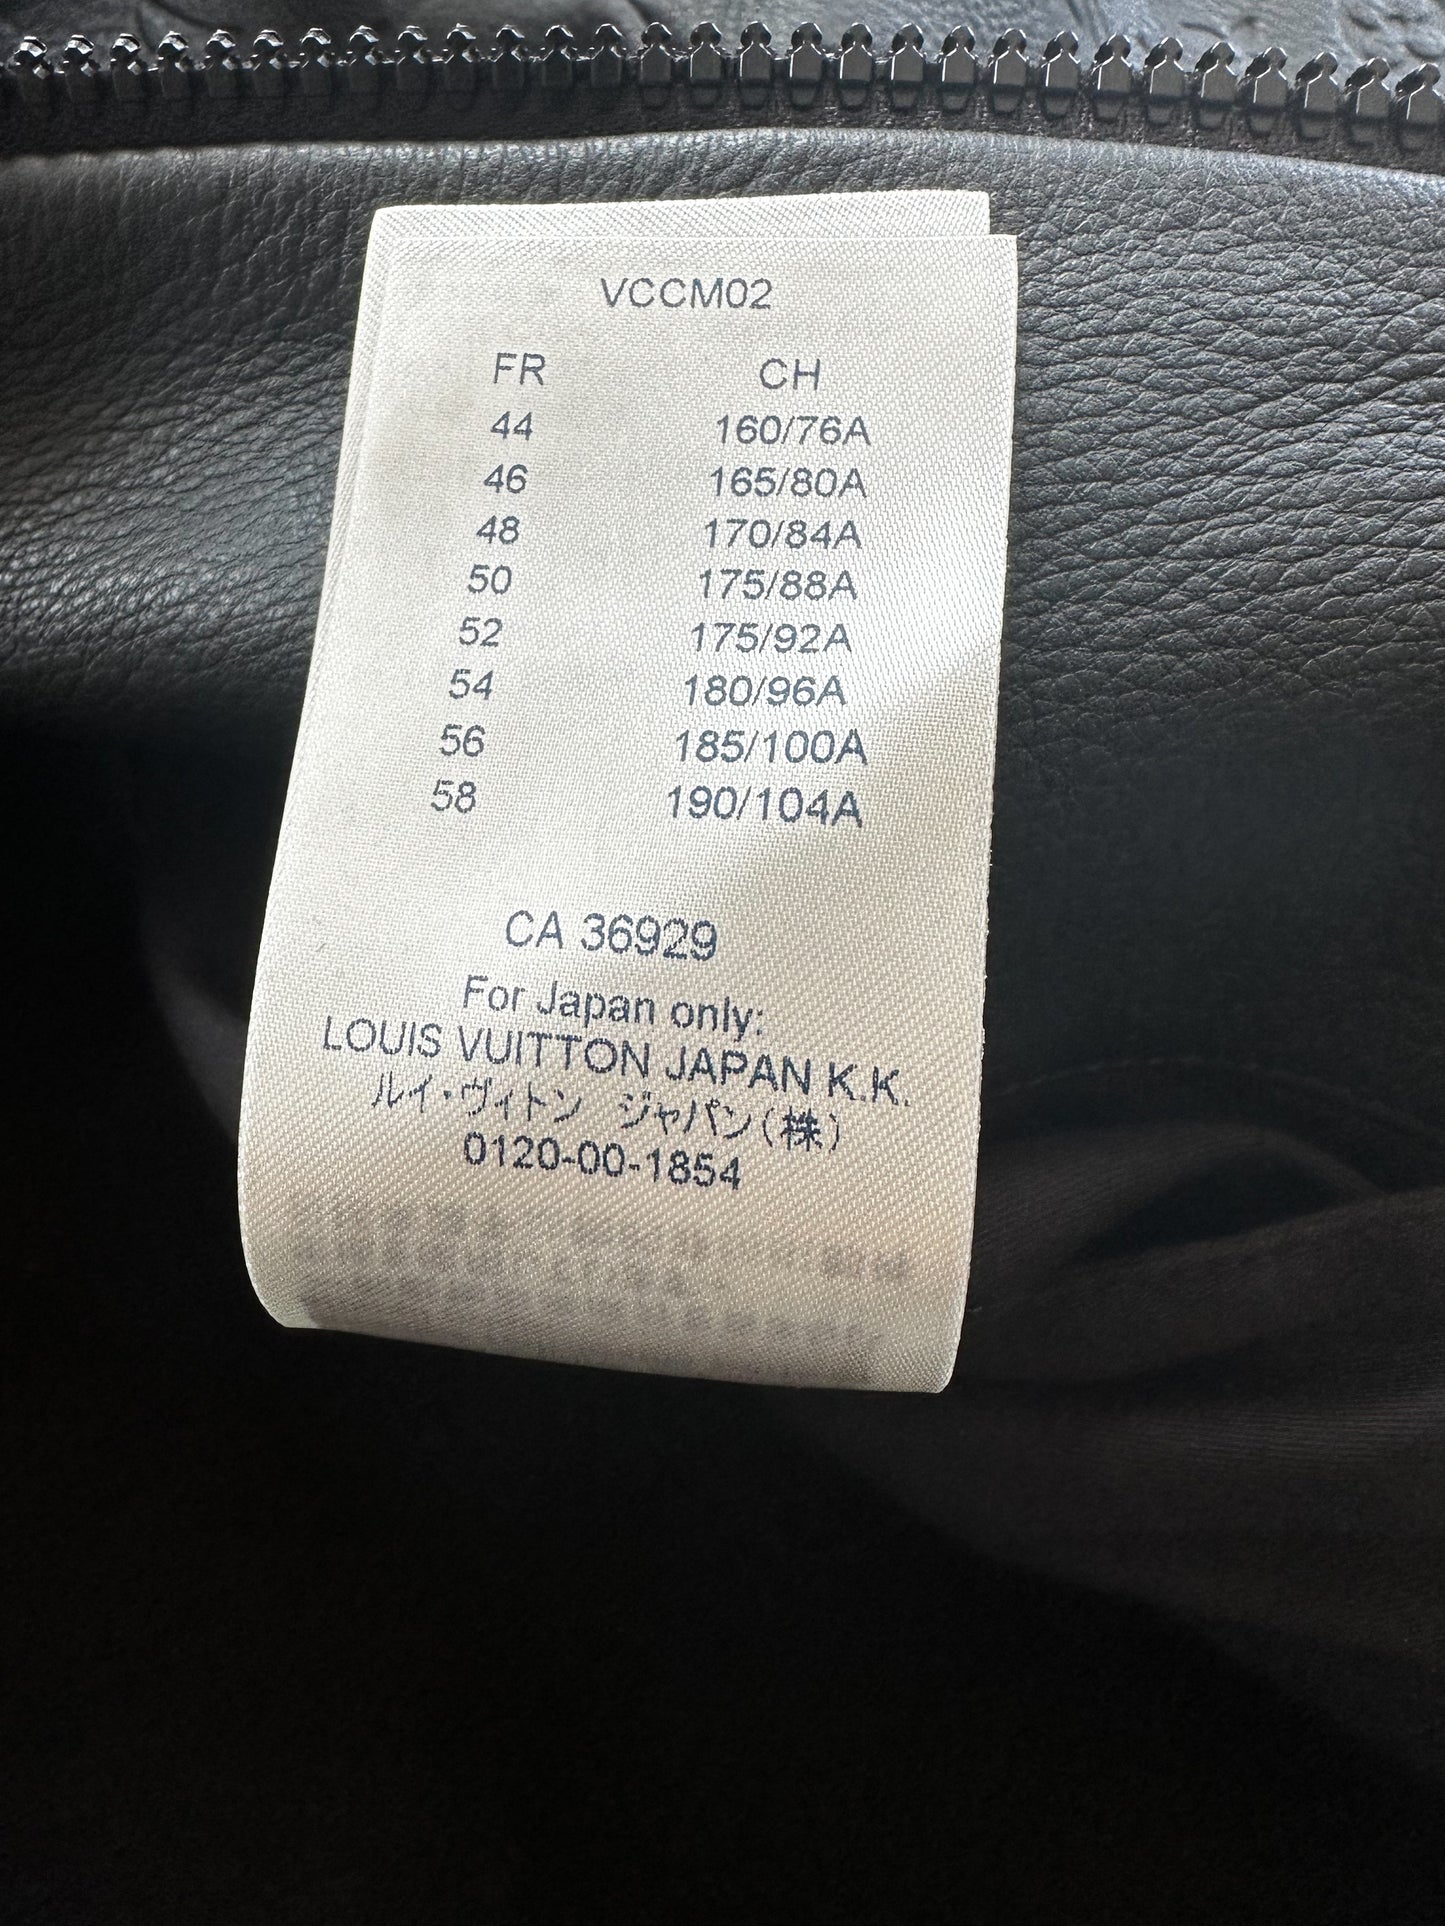 VCCM02
FR CH
44 160/76A
46 165/80A
48 170/84A
50 175/88A
52 175/92A
54 180/96A
56 185/100A
58 190/104A
CA 36929
For Japan only:
LOUIS VUITTON JAPAN K.K.
ルイ・ヴィトン ジャパン(株)
0120-00-1854